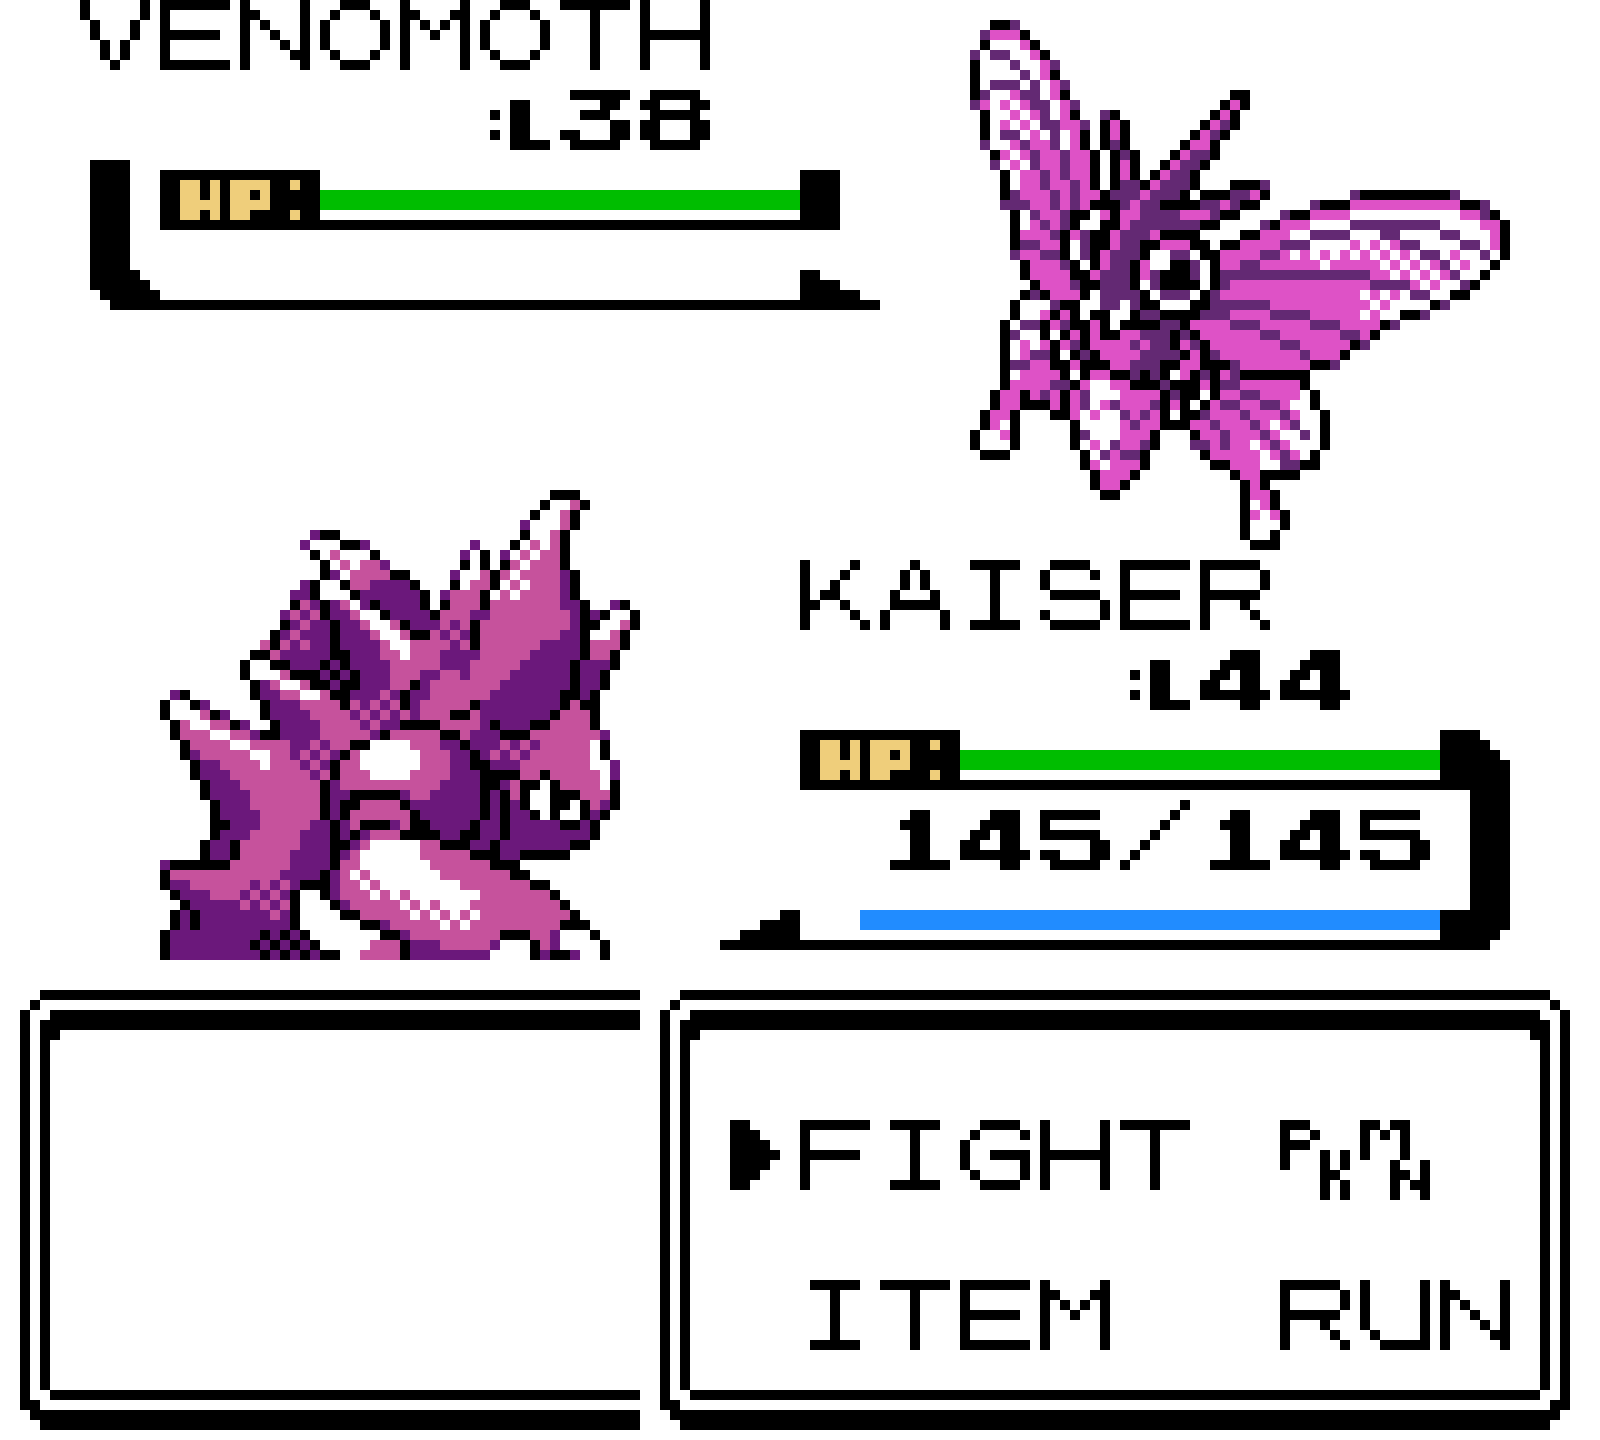 VENOMOTH
:L38
HP:
KAISER
:L44
HP:
145/145
▶FIGHT PKMN
ITEM RUN